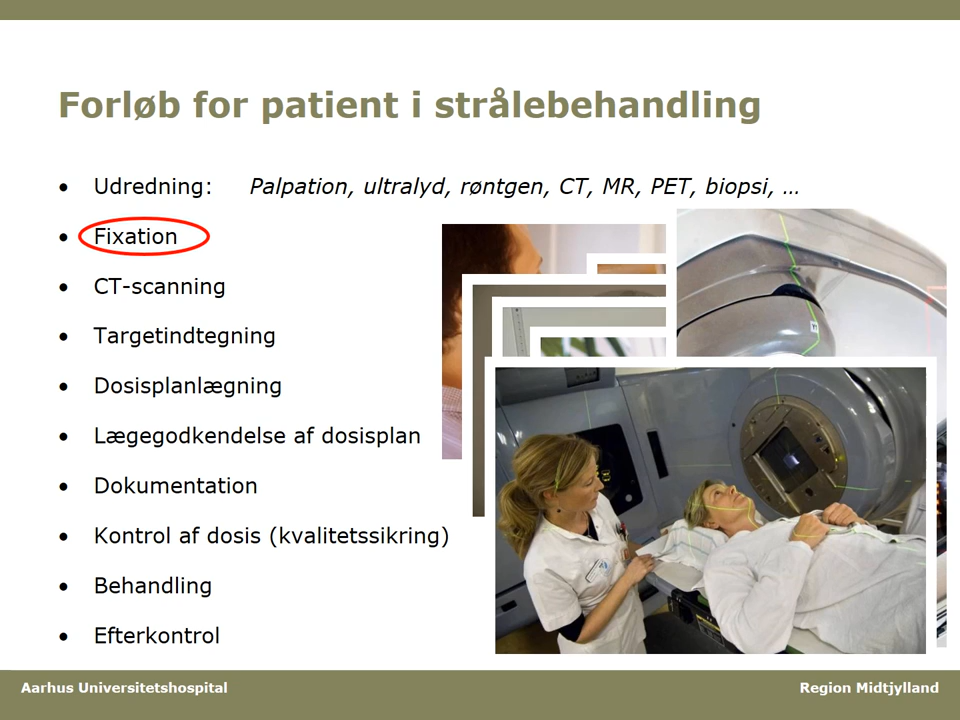 Forløb for patient i strålebehandling
• Udredning: Palpation, ultralyd, røntgen, CT, MR, PET, biopsi, ...
• Fixation
• CT-scanning
• Targetindtegning
• Dosisplanlægning
• Lægegodkendelse af dosisplan
• Dokumentation
• Kontrol af dosis (kvalitetssikring)
• Behandling
• Efterkontrol
Aarhus Universitetshospital
Region Midtjylland